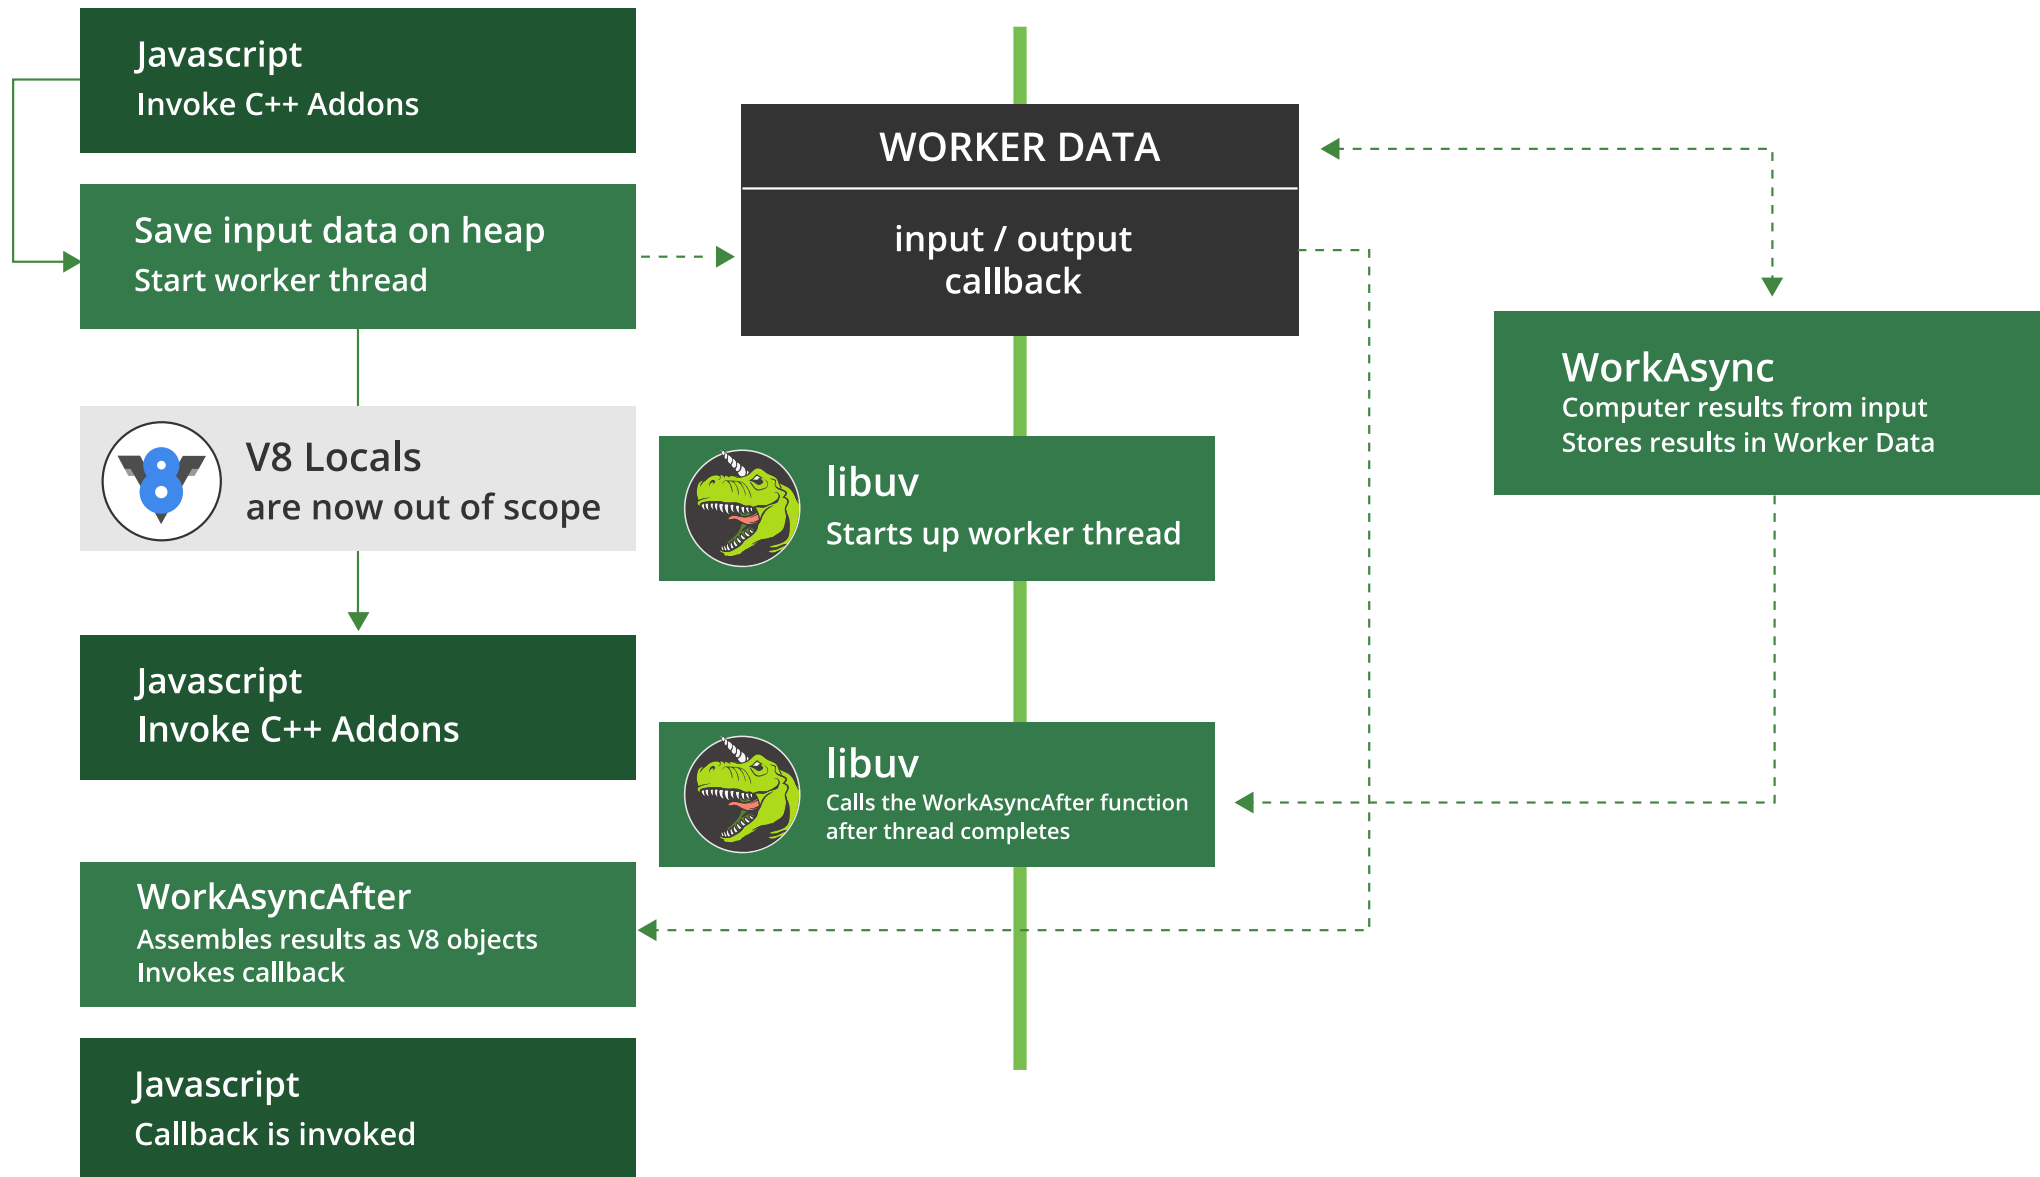 Javascript
Invoke C++ Addons
Save input data on heap
Start worker thread
WORKER DATA
input / output
callback
WorkAsync
Computer results from input
Stores results in Worker Data
8
V8 Locals
are now out of scope
libuv
Starts up worker thread
Javascript
Invoke C++ Addons
libuv
Calls the WorkAsyncAfter function
after thread completes
WorkAsyncAfter
Assembles results as V8 objects
Invokes callback
Javascript
Callback is invoked